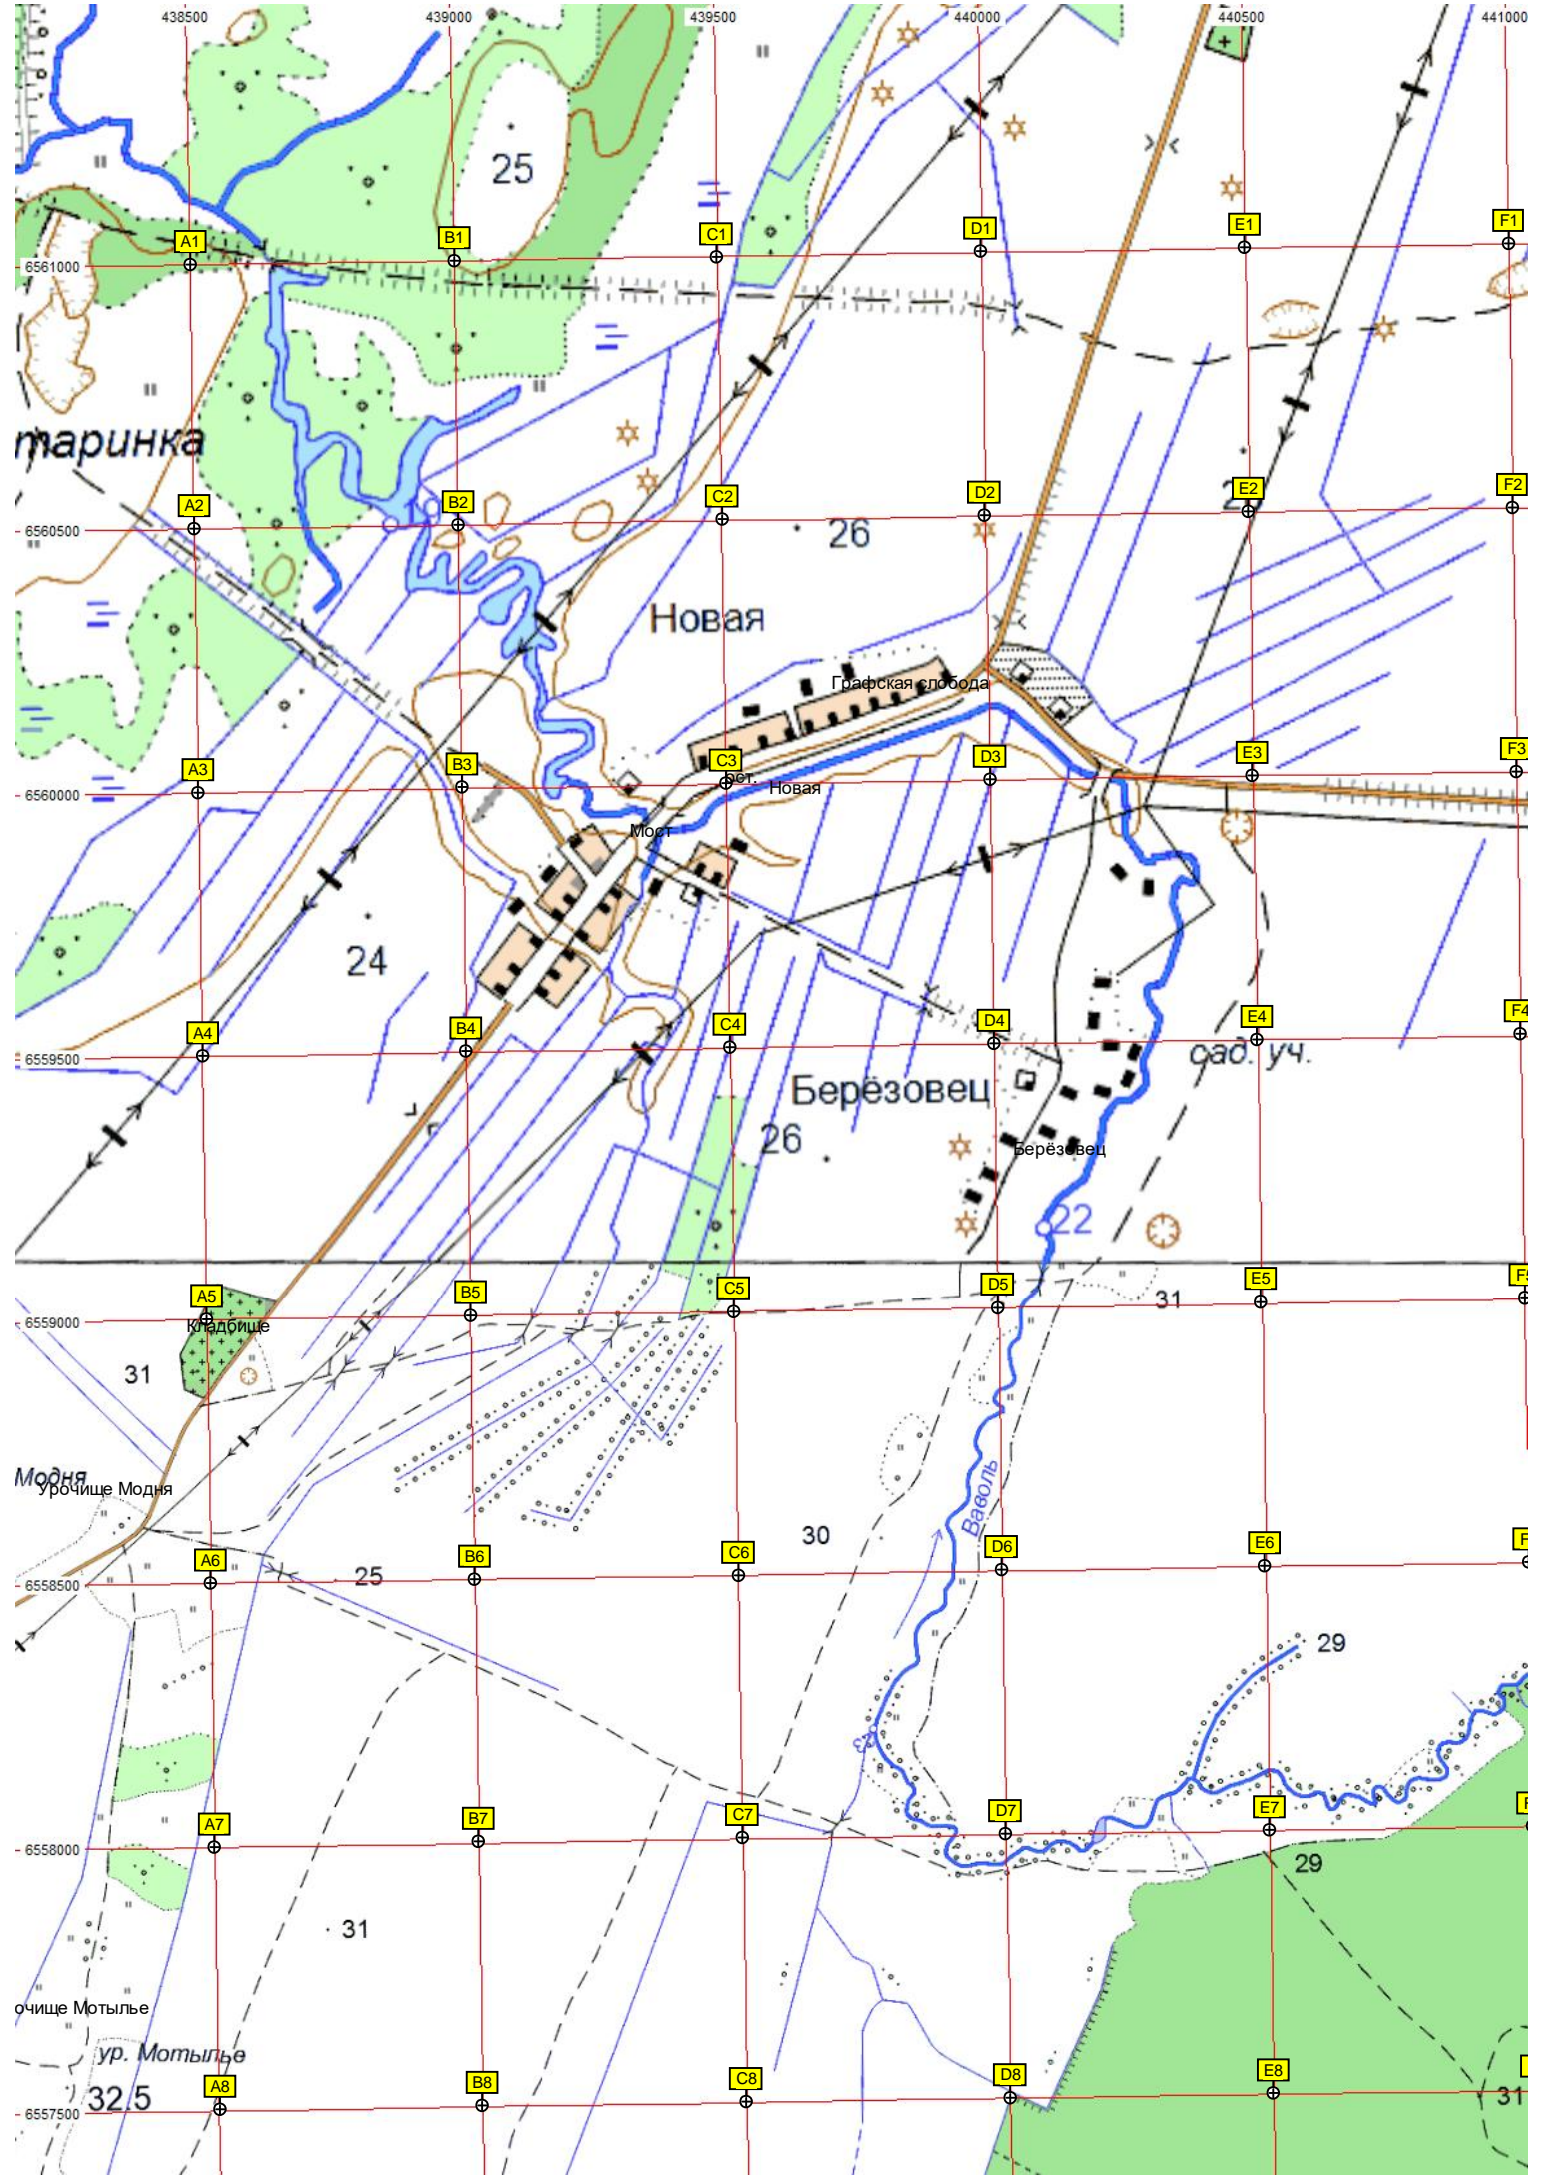 438500 439000 439500 440000 440500 441000
25
A1 B1 C1 D1 E1 F1
6561000
таринка
A2 B2 C2 D2 E2 F2
6560500
26
Новая
Графская слобода
A3 B3 C3 D3 E3 F3
6560000
Новая
Мост
24
A4 B4 C4 D4 E4 F4
6559500
сад. уч.
Берёзовец
26
Берёзовец
22
A5 B5 C5 D5 E5
31
6559000
Кладбище
31
Модня
Урочище Модня
Ваволь
30
A6 B6 C6 D6 E6
25
6558500
29
23
A7 B7 C7 D7 E7
6558000
29
31
очище Мотылье
ур. Мотылье
A8 B8 C8 D8 E8
32.5
31
6557500